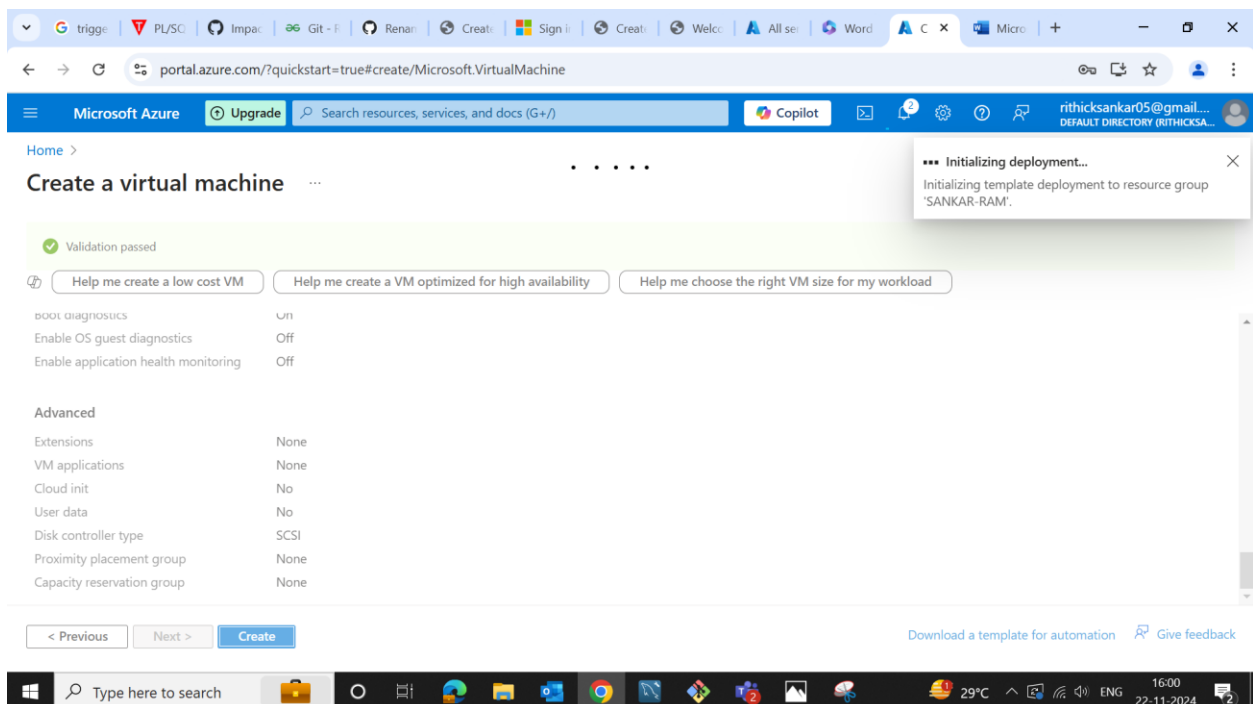 G trigge PL/SQ Impac Git - F Renan Create Sign i Creat Welco All ser Word C Micro
portal.azure.com/?quickstart=true#create/Microsoft.VirtualMachine
Microsoft Azure Upgrade Search resources, services, and docs (G+/) Copilot 2 rithicksankar05@gmail....
DEFAULT DIRECTORY (RITHICKSA...
Home >
Create a virtual machine ...
Initializing deployment...
Initializing template deployment to resource group
'SANKAR-RAM'.
Validation passed
Help me create a low cost VM Help me create a VM optimized for high availability Help me choose the right VM size for my workload
Boot diagnostics On
Enable OS guest diagnostics Off
Enable application health monitoring Off
Advanced
Extensions None
VM applications None
Cloud init No
User data No
Disk controller type SCSI
Proximity placement group None
Capacity reservation group None
< Previous Next > Create Download a template for automation Give feedback
Type here to search 29°C ENG 16:00
22-11-2024